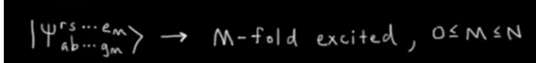 |Ψ^{rs⋯e_m}_{ab⋯g_m}⟩ → M-fold excited, 0≤M≤N